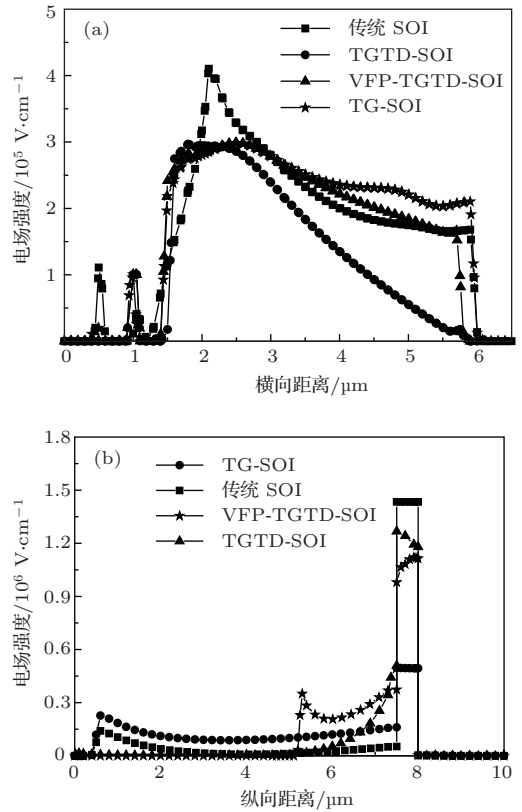 (a)
传统 SOI
TGTD-SOI
VFP-TGTD-SOI
TG-SOI
电场强度/10⁵ V·cm⁻¹
4
3
2
1
0 1 2 3 4 5 6
横向距离/µm
(b)
TG-SOI
传统 SOI
VFP-TGTD-SOI
TGTD-SOI
电场强度/10⁶ V·cm⁻¹
1.8
1.5
1.2
0.9
0.6
0.3
0
0 2 4 6 8 10
纵向距离/µm